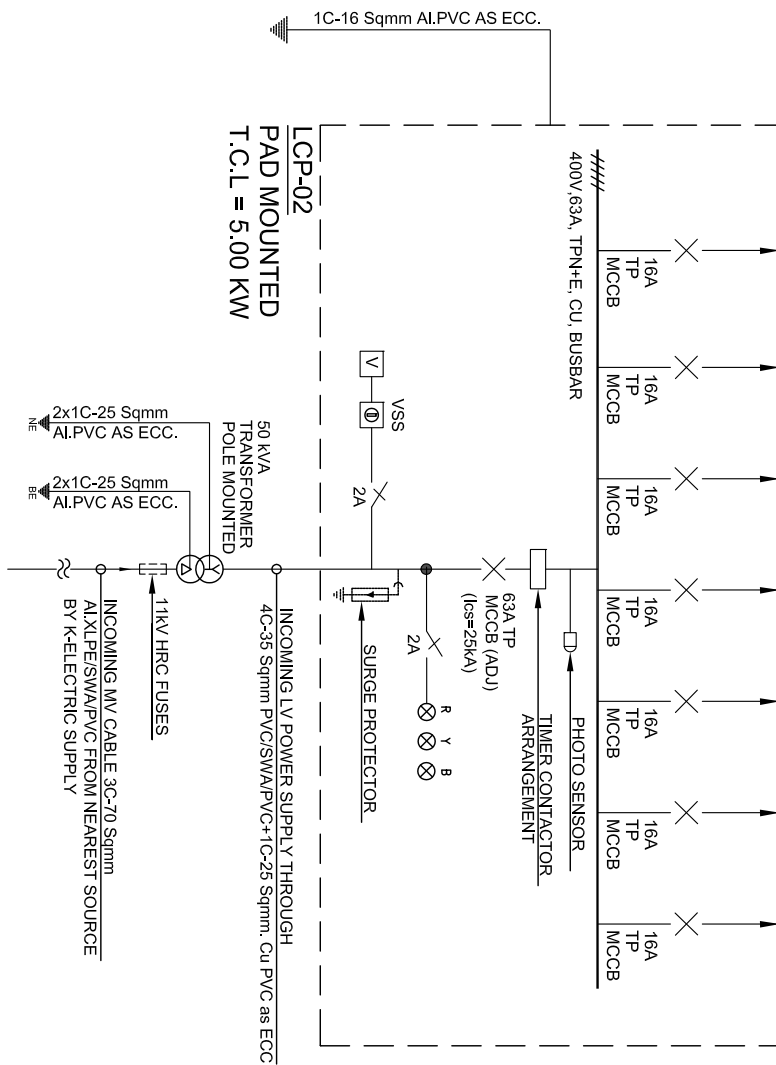 1C-16 Sqmm Al.PVC AS ECC.
LCP-02
PAD MOUNTED
T.C.L = 5.00 KW
400V,63A, TPN+E, CU, BUSBAR
16A
TP
MCCB
16A
TP
MCCB
16A
TP
MCCB
16A
TP
MCCB
16A
TP
MCCB
16A
TP
MCCB
16A
TP
MCCB
V
VSS
2A
63A TP
MCCB (ADJ)
(Ics=25kA)
2A
R
Y
B
PHOTO SENSOR
TIMER CONTACTOR
ARRANGEMENT
SURGE PROTECTOR
INCOMING LV POWER SUPPLY THROUGH
4C-35 Sqmm PVC/SWA/PVC+1C-25 Sqmm. Cu PVC as ECC
50 kVA
TRANSFORMER
POLE MOUNTED
2x1C-25 Sqmm
Al.PVC AS ECC.
NE
2x1C-25 Sqmm
Al.PVC AS ECC.
BE
11kV HRC FUSES
INCOMING MV CABLE 3C-70 Sqmm
Al.XLPE/SWA/PVC FROM NEAREST SOURCE
BY K-ELECTRIC SUPPLY